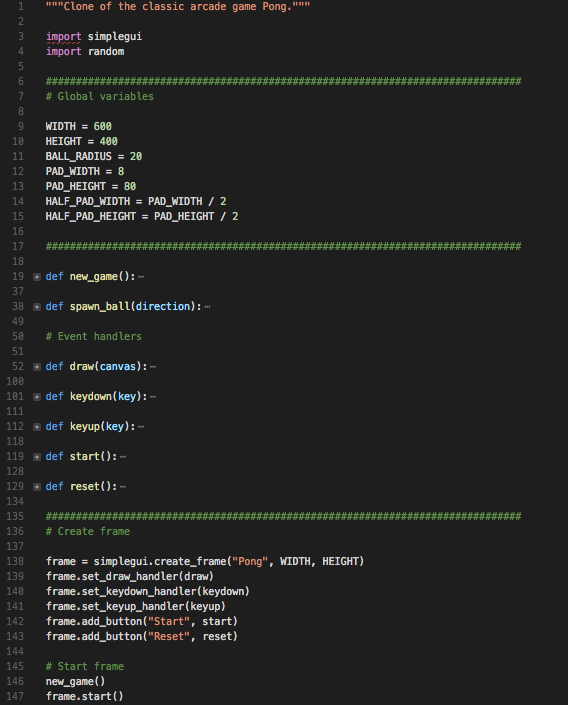 1 """Clone of the classic arcade game Pong."""
2
3 import simplegui
4 import random
5
6 ###############################################################################
7 # Global variables
8
9 WIDTH = 600
10 HEIGHT = 400
11 BALL_RADIUS = 20
12 PAD_WIDTH = 8
13 PAD_HEIGHT = 80
14 HALF_PAD_WIDTH = PAD_WIDTH / 2
15 HALF_PAD_HEIGHT = PAD_HEIGHT / 2
16
17 ###############################################################################
18
19 + def new_game():⋯
37
38 + def spawn_ball(direction):⋯
49
50 # Event handlers
51
52 + def draw(canvas):⋯
100
101 + def keydown(key):⋯
111
112 + def keyup(key):⋯
118
119 + def start():⋯
128
129 + def reset():⋯
134
135 ###############################################################################
136 # Create frame
137
138 frame = simplegui.create_frame("Pong", WIDTH, HEIGHT)
139 frame.set_draw_handler(draw)
140 frame.set_keydown_handler(keydown)
141 frame.set_keyup_handler(keyup)
142 frame.add_button("Start", start)
143 frame.add_button("Reset", reset)
144
145 # Start frame
146 new_game()
147 frame.start()